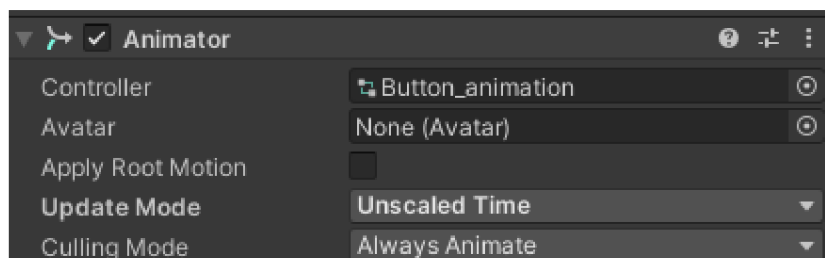 Animator
Controller Button_animation
Avatar None (Avatar)
Apply Root Motion
Update Mode Unscaled Time
Culling Mode Always Animate